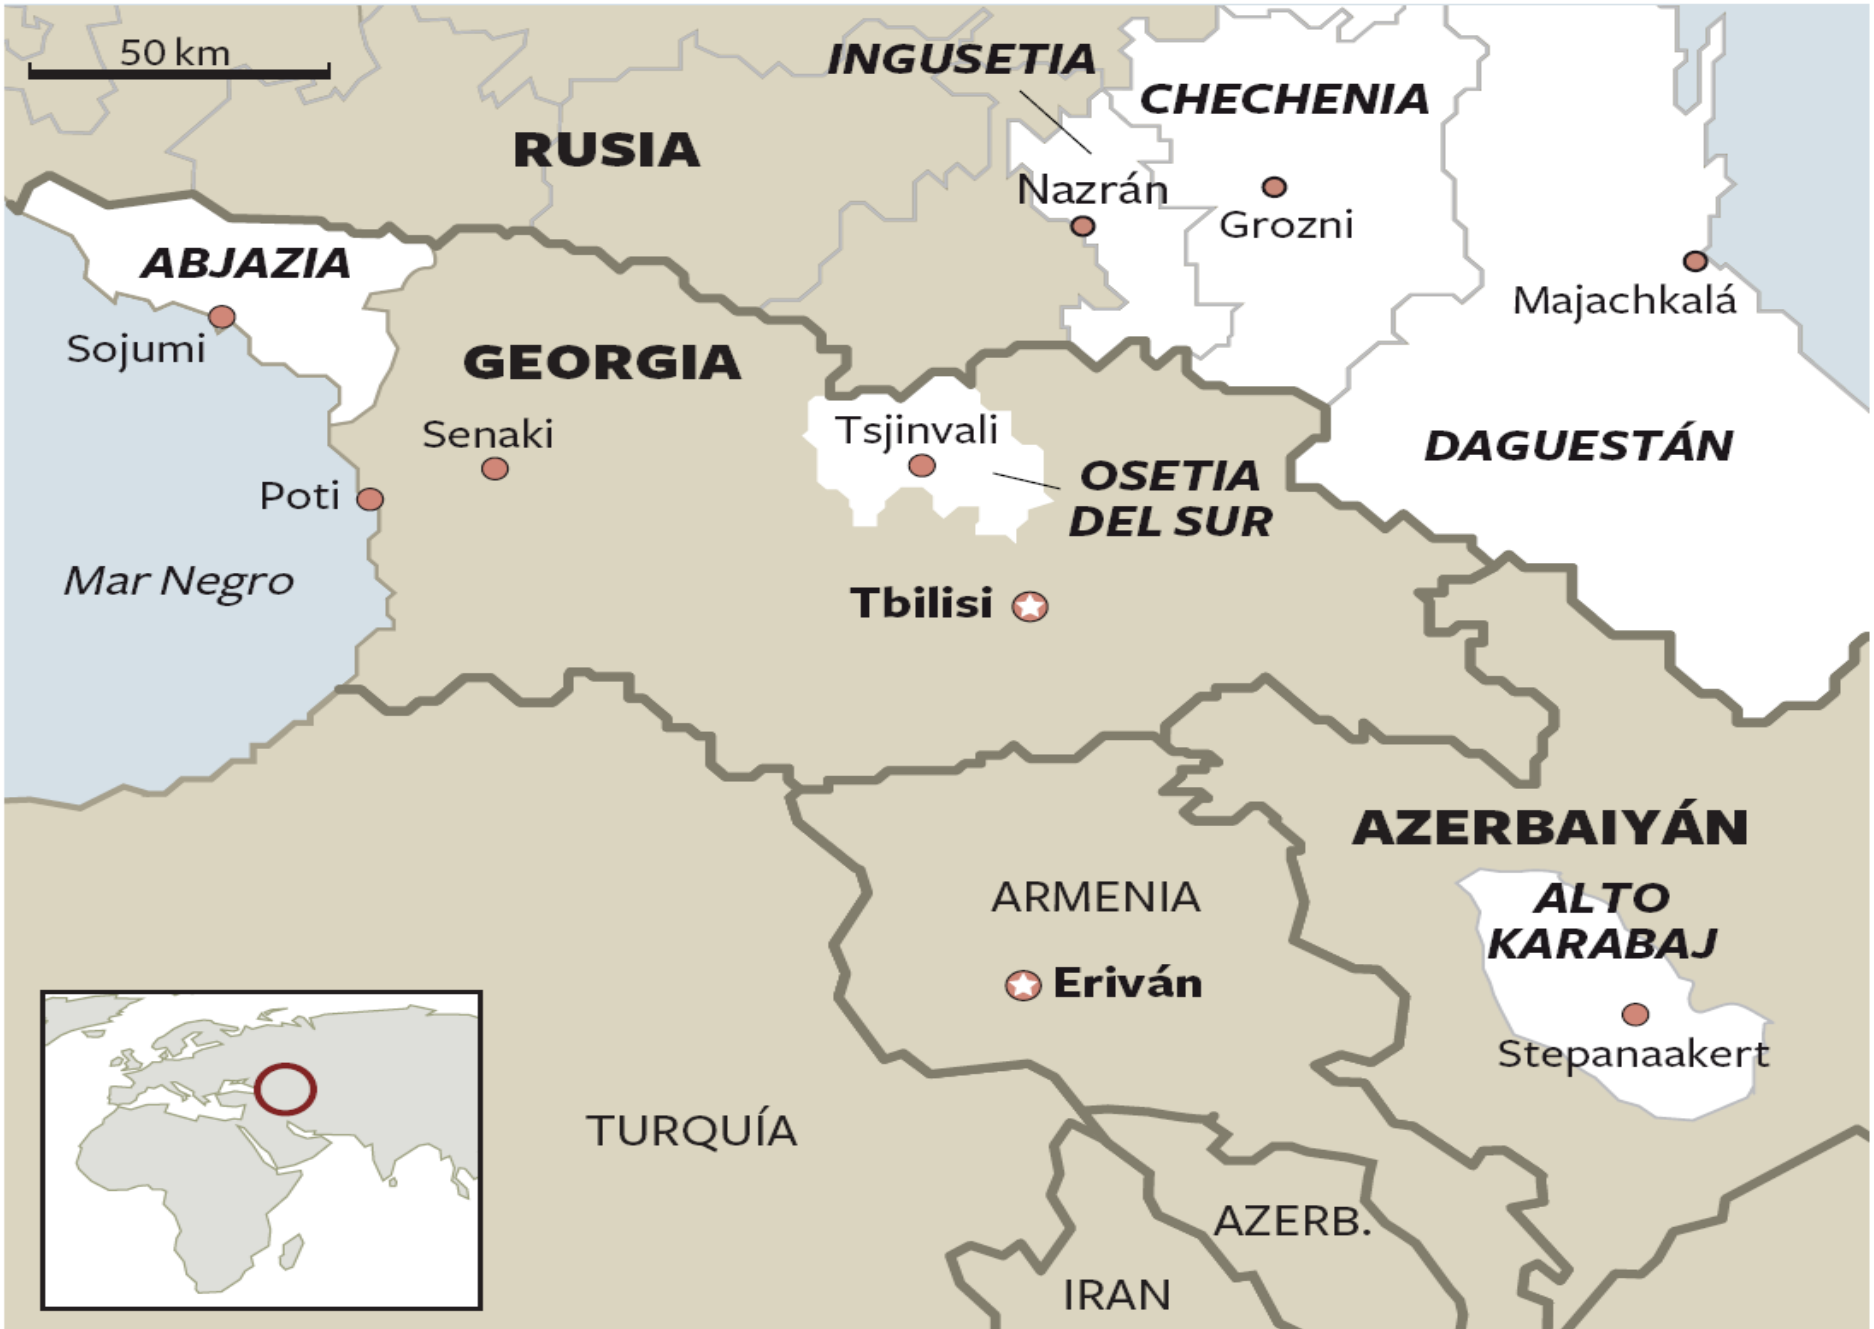 50 km
INGUSETIA
CHECHENIA
RUSIA
Nazrán
Grozni
ABJAZIA
Majachkalá
Sojumi
GEORGIA
Senaki
Tsjinvali
DAGUESTÁN
OSETIA
DEL SUR
Poti
Mar Negro
Tbilisi
AZERBAIYÁN
ARMENIA
ALTO
KARABAJ
Eriván
Stepanaakert
TURQUÍA
AZERB.
IRAN